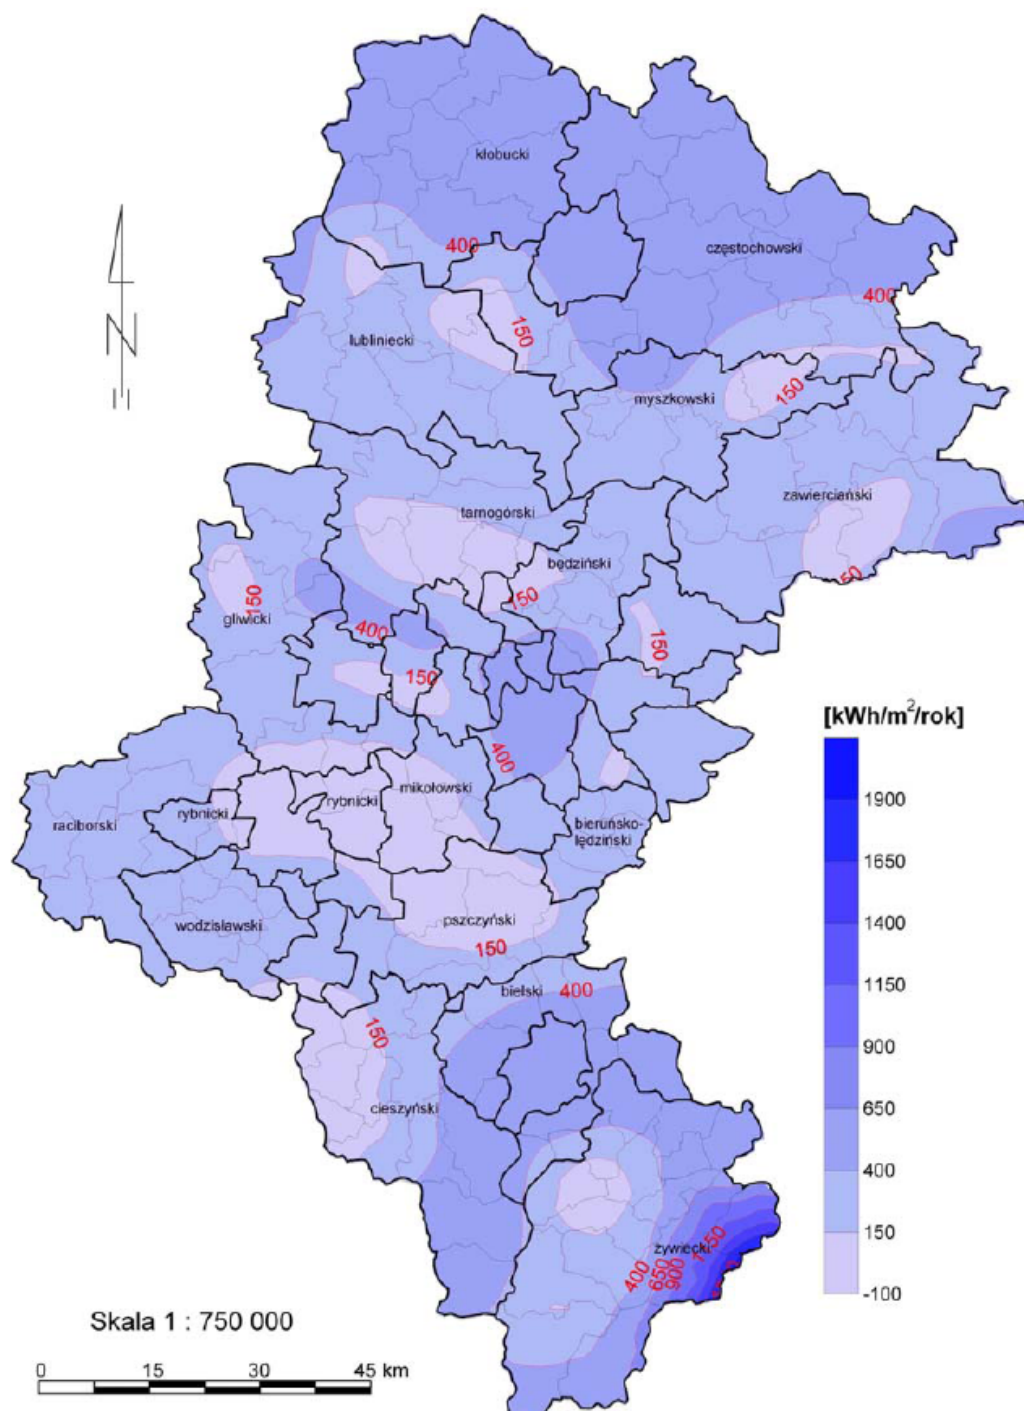 kłobucki
400
częstochowski
400
150
lubliniecki
myszkowski
150
zawierciański
tarnogórski
będziński
150
150
gliwicki
400
150
150
[kWh/m²/rok]
400
1900
mikołowski
rybnicki
rybnicki
raciborski
bieruńsko-
lędziński
1650
1400
pszczyński
wodzisławski
150
1150
bielski
400
150
900
cieszyński
650
400
150
żywiecki
400
650
900
-100
N
Skala 1 : 750 000
0 15 30 45 km